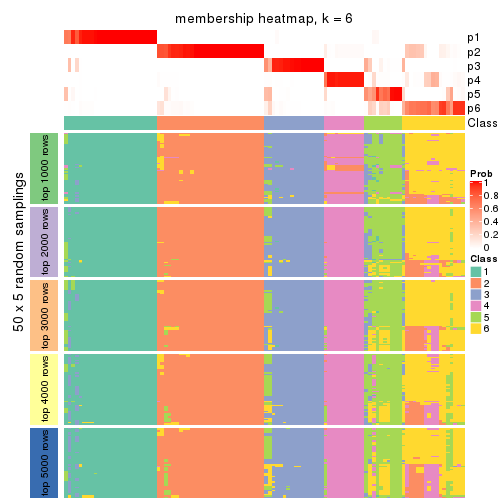 membership heatmap, k = 6
p1
p2
p3
p4
p5
p6
Class
50 x 5 random samplings
top 1000 rows
top 2000 rows
top 3000 rows
top 4000 rows
top 5000 rows
Prob
1
0.8
0.6
0.4
0.2
0
Class
1
2
3
4
5
6